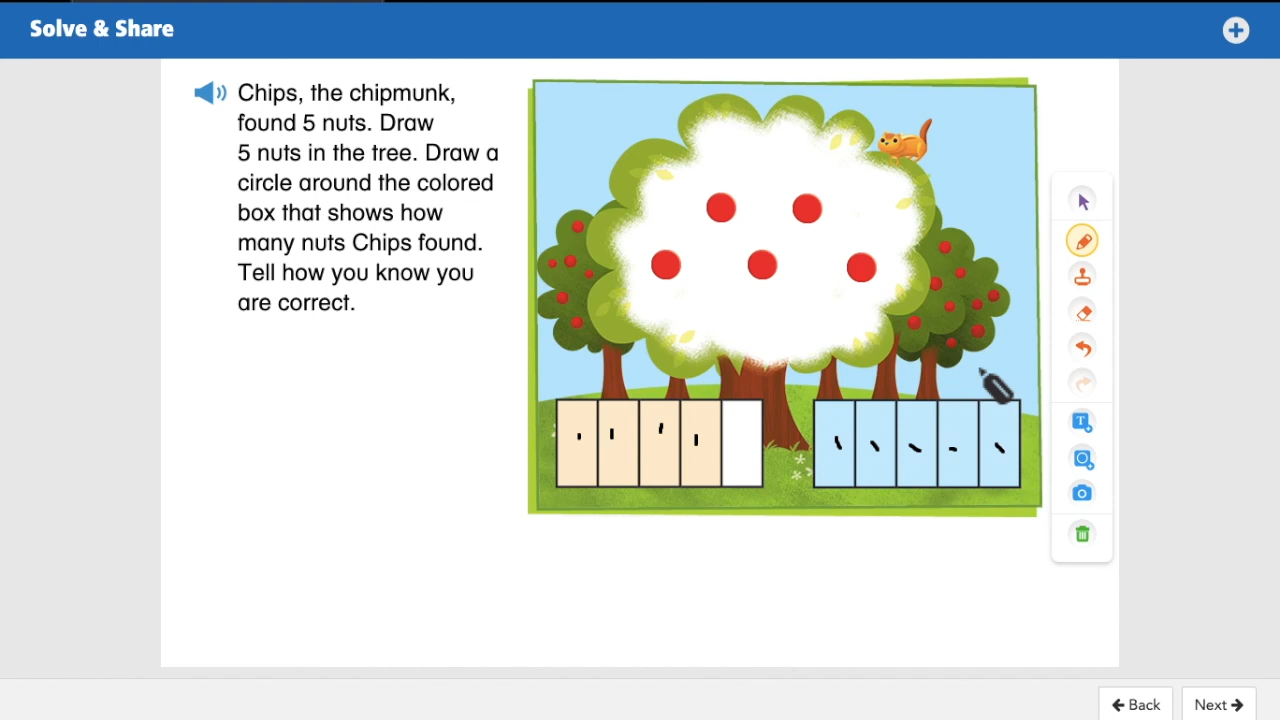 Solve & Share
Chips, the chipmunk,
found 5 nuts. Draw
5 nuts in the tree. Draw a
circle around the colored
box that shows how
many nuts Chips found.
Tell how you know you
are correct.
T
Back
Next